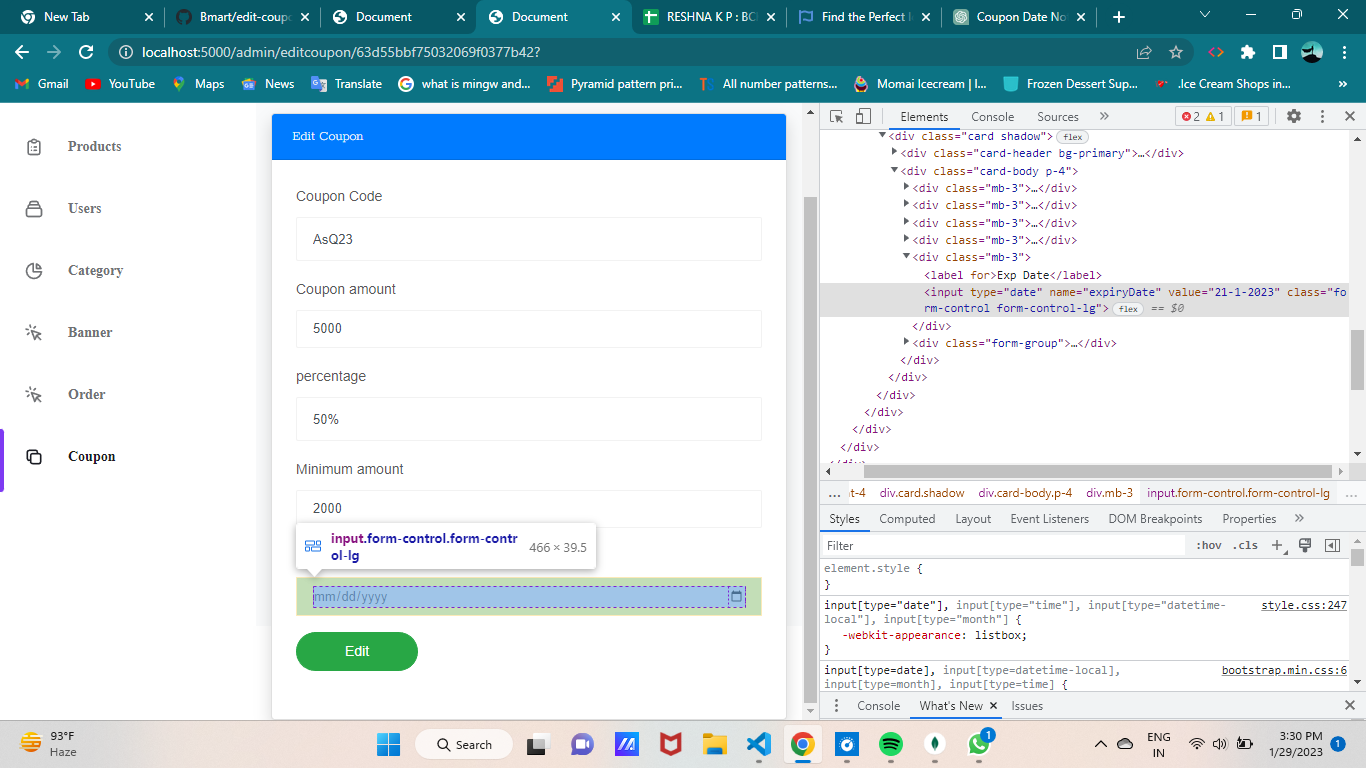 New Tab
Bmart/edit-coupo
Document
Document
RESHNA K P : BC
Find the Perfect
Coupon Date No
localhost:5000/admin/editcoupon/63d55bbf75032069f0377b42?
Gmail
YouTube
Maps
News
Translate
what is mingw and...
Pyramid pattern pri...
All number patterns...
Momai Icecream | I...
Frozen Dessert Sup...
.Ice Cream Shops in...
»
Products
Users
Category
Banner
Order
Coupon
Edit Coupon
Coupon Code
AsQ23
Coupon amount
5000
percentage
50%
Minimum amount
2000
input.form-control.form-contr
ol-lg
466 × 39.5
mm/dd/yyyy
Edit
Elements
Console
Sources
»
2
1
1
<div class="card shadow"> flex
<div class="card-header bg-primary">…</div>
<div class="card-body p-4">
<div class="mb-3">…</div>
<div class="mb-3">…</div>
<div class="mb-3">…</div>
<div class="mb-3">…</div>
<div class="mb-3">
<label for>Exp Date</label>
<input type="date" name="expiryDate" value="21-1-2023" class="fo
rm-control form-control-lg"> flex == $0
</div>
<div class="form-group">…</div>
</div>
</div>
</div>
</div>
</div>
</div>
... t-4 div.card.shadow div.card-body.p-4 div.mb-3 input.form-control.form-control-lg ...
Styles Computed Layout Event Listeners DOM Breakpoints Properties »
Filter
:hov .cls +
element.style {
}
input[type="date"], input[type="time"], input[type="datetime-
local"], input[type="month"] {
style.css:247
-webkit-appearance: listbox;
}
input[type=date], input[type=datetime-local],
input[type=month], input[type=time] {
bootstrap.min.css:6
Console What's New × Issues
93°F
Haze
Search
1
ENG
IN
3:30 PM
1/29/2023
1